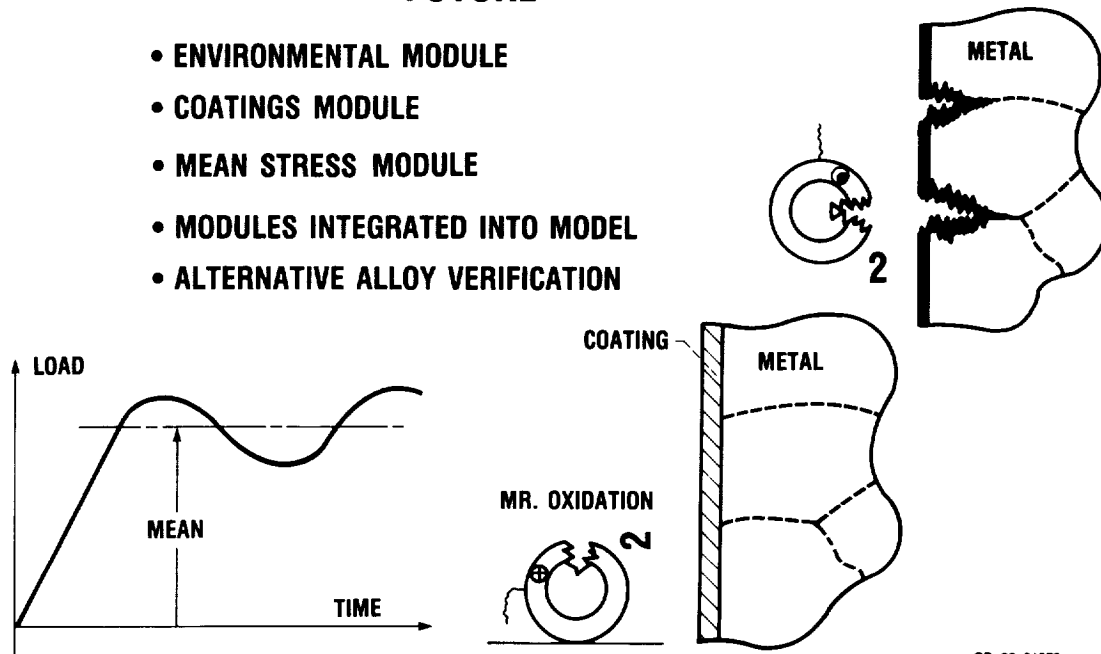 • ENVIRONMENTAL MODULE
• COATINGS MODULE
• MEAN STRESS MODULE
• MODULES INTEGRATED INTO MODEL
• ALTERNATIVE ALLOY VERIFICATION
METAL
2
COATING
METAL
LOAD
MEAN
TIME
MR. OXIDATION
2